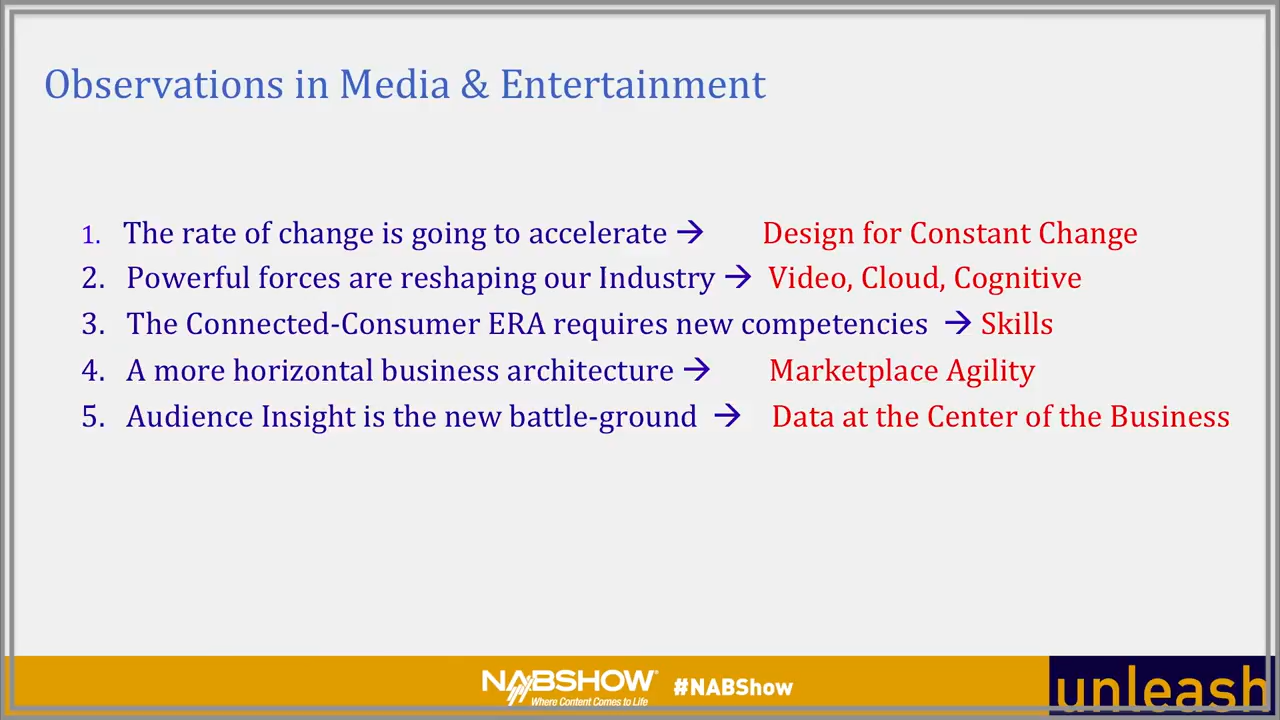 Observations in Media & Entertainment
1. The rate of change is going to accelerate → Design for Constant Change
2. Powerful forces are reshaping our Industry → Video, Cloud, Cognitive
3. The Connected-Consumer ERA requires new competencies → Skills
4. A more horizontal business architecture → Marketplace Agility
5. Audience Insight is the new battle-ground → Data at the Center of the Business
NABSHOW®
Where Content Comes to Life
#NABShow
unleash